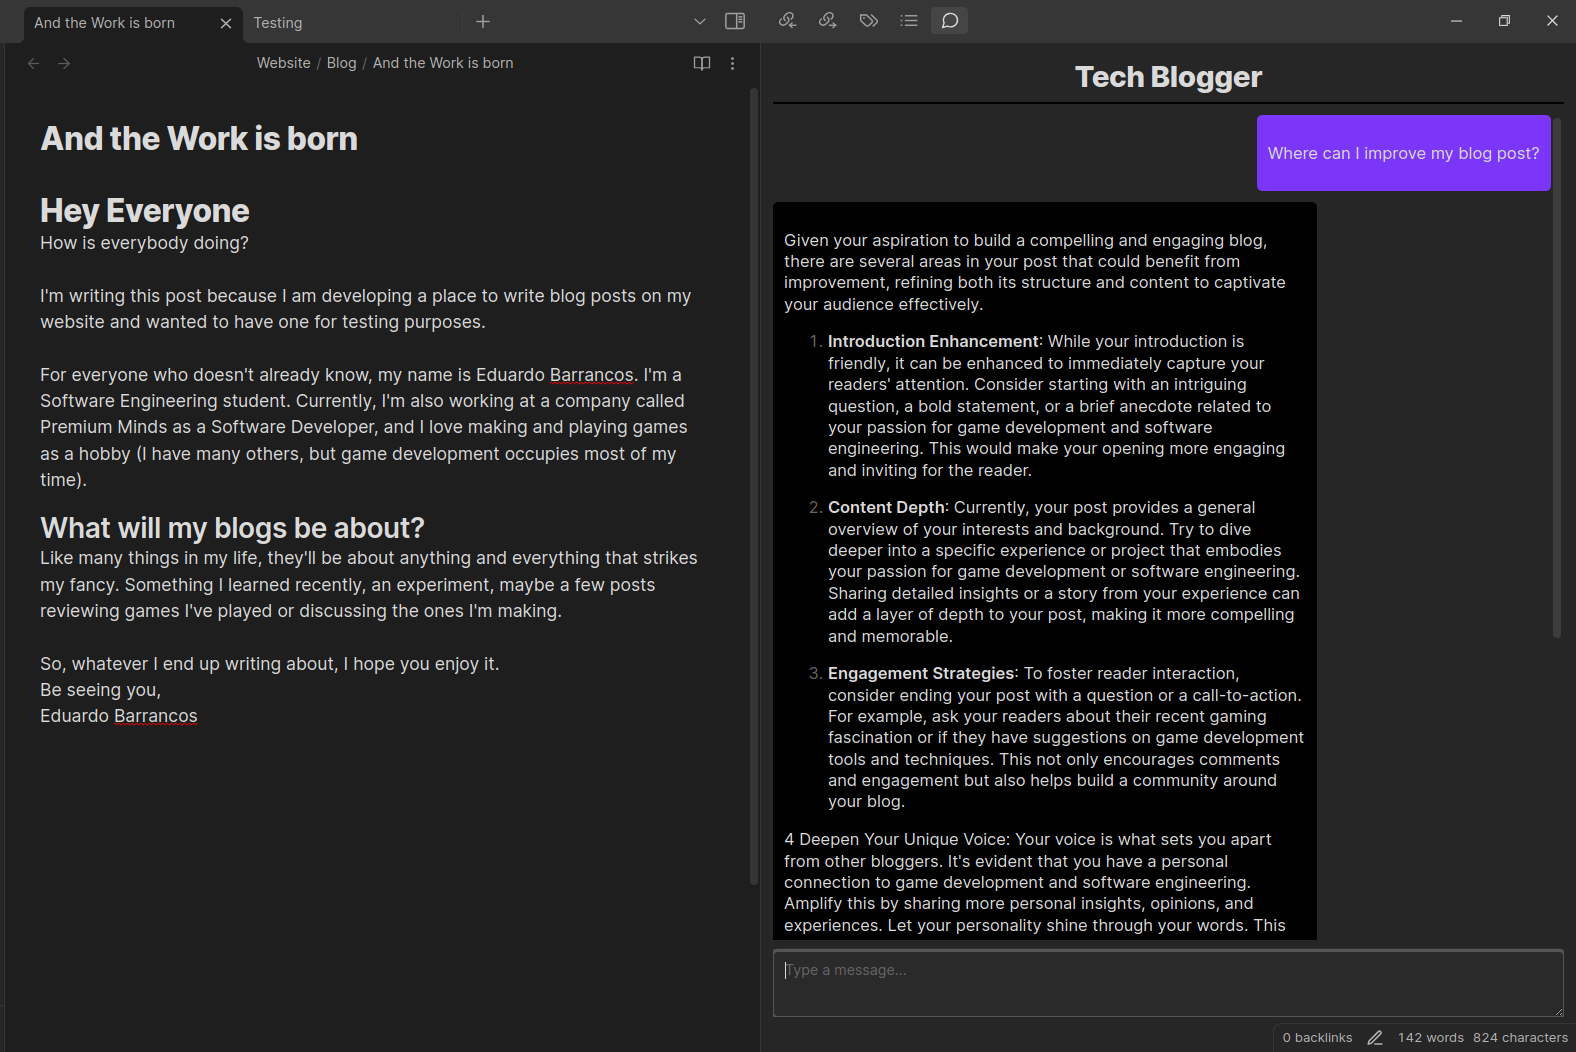 And the Work is born
Testing
Website / Blog / And the Work is born
And the Work is born
Hey Everyone
How is everybody doing?
I'm writing this post because I am developing a place to write blog posts on my
website and wanted to have one for testing purposes.
For everyone who doesn't already know, my name is Eduardo Barrancos. I'm a
Software Engineering student. Currently, I'm also working at a company called
Premium Minds as a Software Developer, and I love making and playing games
as a hobby (I have many others, but game development occupies most of my
time).
What will my blogs be about?
Like many things in my life, they'll be about anything and everything that strikes
my fancy. Something I learned recently, an experiment, maybe a few posts
reviewing games I've played or discussing the ones I'm making.
So, whatever I end up writing about, I hope you enjoy it.
Be seeing you,
Eduardo Barrancos
Tech Blogger
Where can I improve my blog post?
Given your aspiration to build a compelling and engaging blog,
there are several areas in your post that could benefit from
improvement, refining both its structure and content to captivate
your audience effectively.
1. Introduction Enhancement: While your introduction is
friendly, it can be enhanced to immediately capture your
readers' attention. Consider starting with an intriguing
question, a bold statement, or a brief anecdote related to
your passion for game development and software
engineering. This would make your opening more engaging
and inviting for the reader.
2. Content Depth: Currently, your post provides a general
overview of your interests and background. Try to dive
deeper into a specific experience or project that embodies
your passion for game development or software engineering.
Sharing detailed insights or a story from your experience can
add a layer of depth to your post, making it more compelling
and memorable.
3. Engagement Strategies: To foster reader interaction,
consider ending your post with a question or a call-to-action.
For example, ask your readers about their recent gaming
fascination or if they have suggestions on game development
tools and techniques. This not only encourages comments
and engagement but also helps build a community around
your blog.
4 Deepen Your Unique Voice: Your voice is what sets you apart
from other bloggers. It's evident that you have a personal
connection to game development and software engineering.
Amplify this by sharing more personal insights, opinions, and
experiences. Let your personality shine through your words. This
Type a message...
0 backlinks 142 words 824 characters